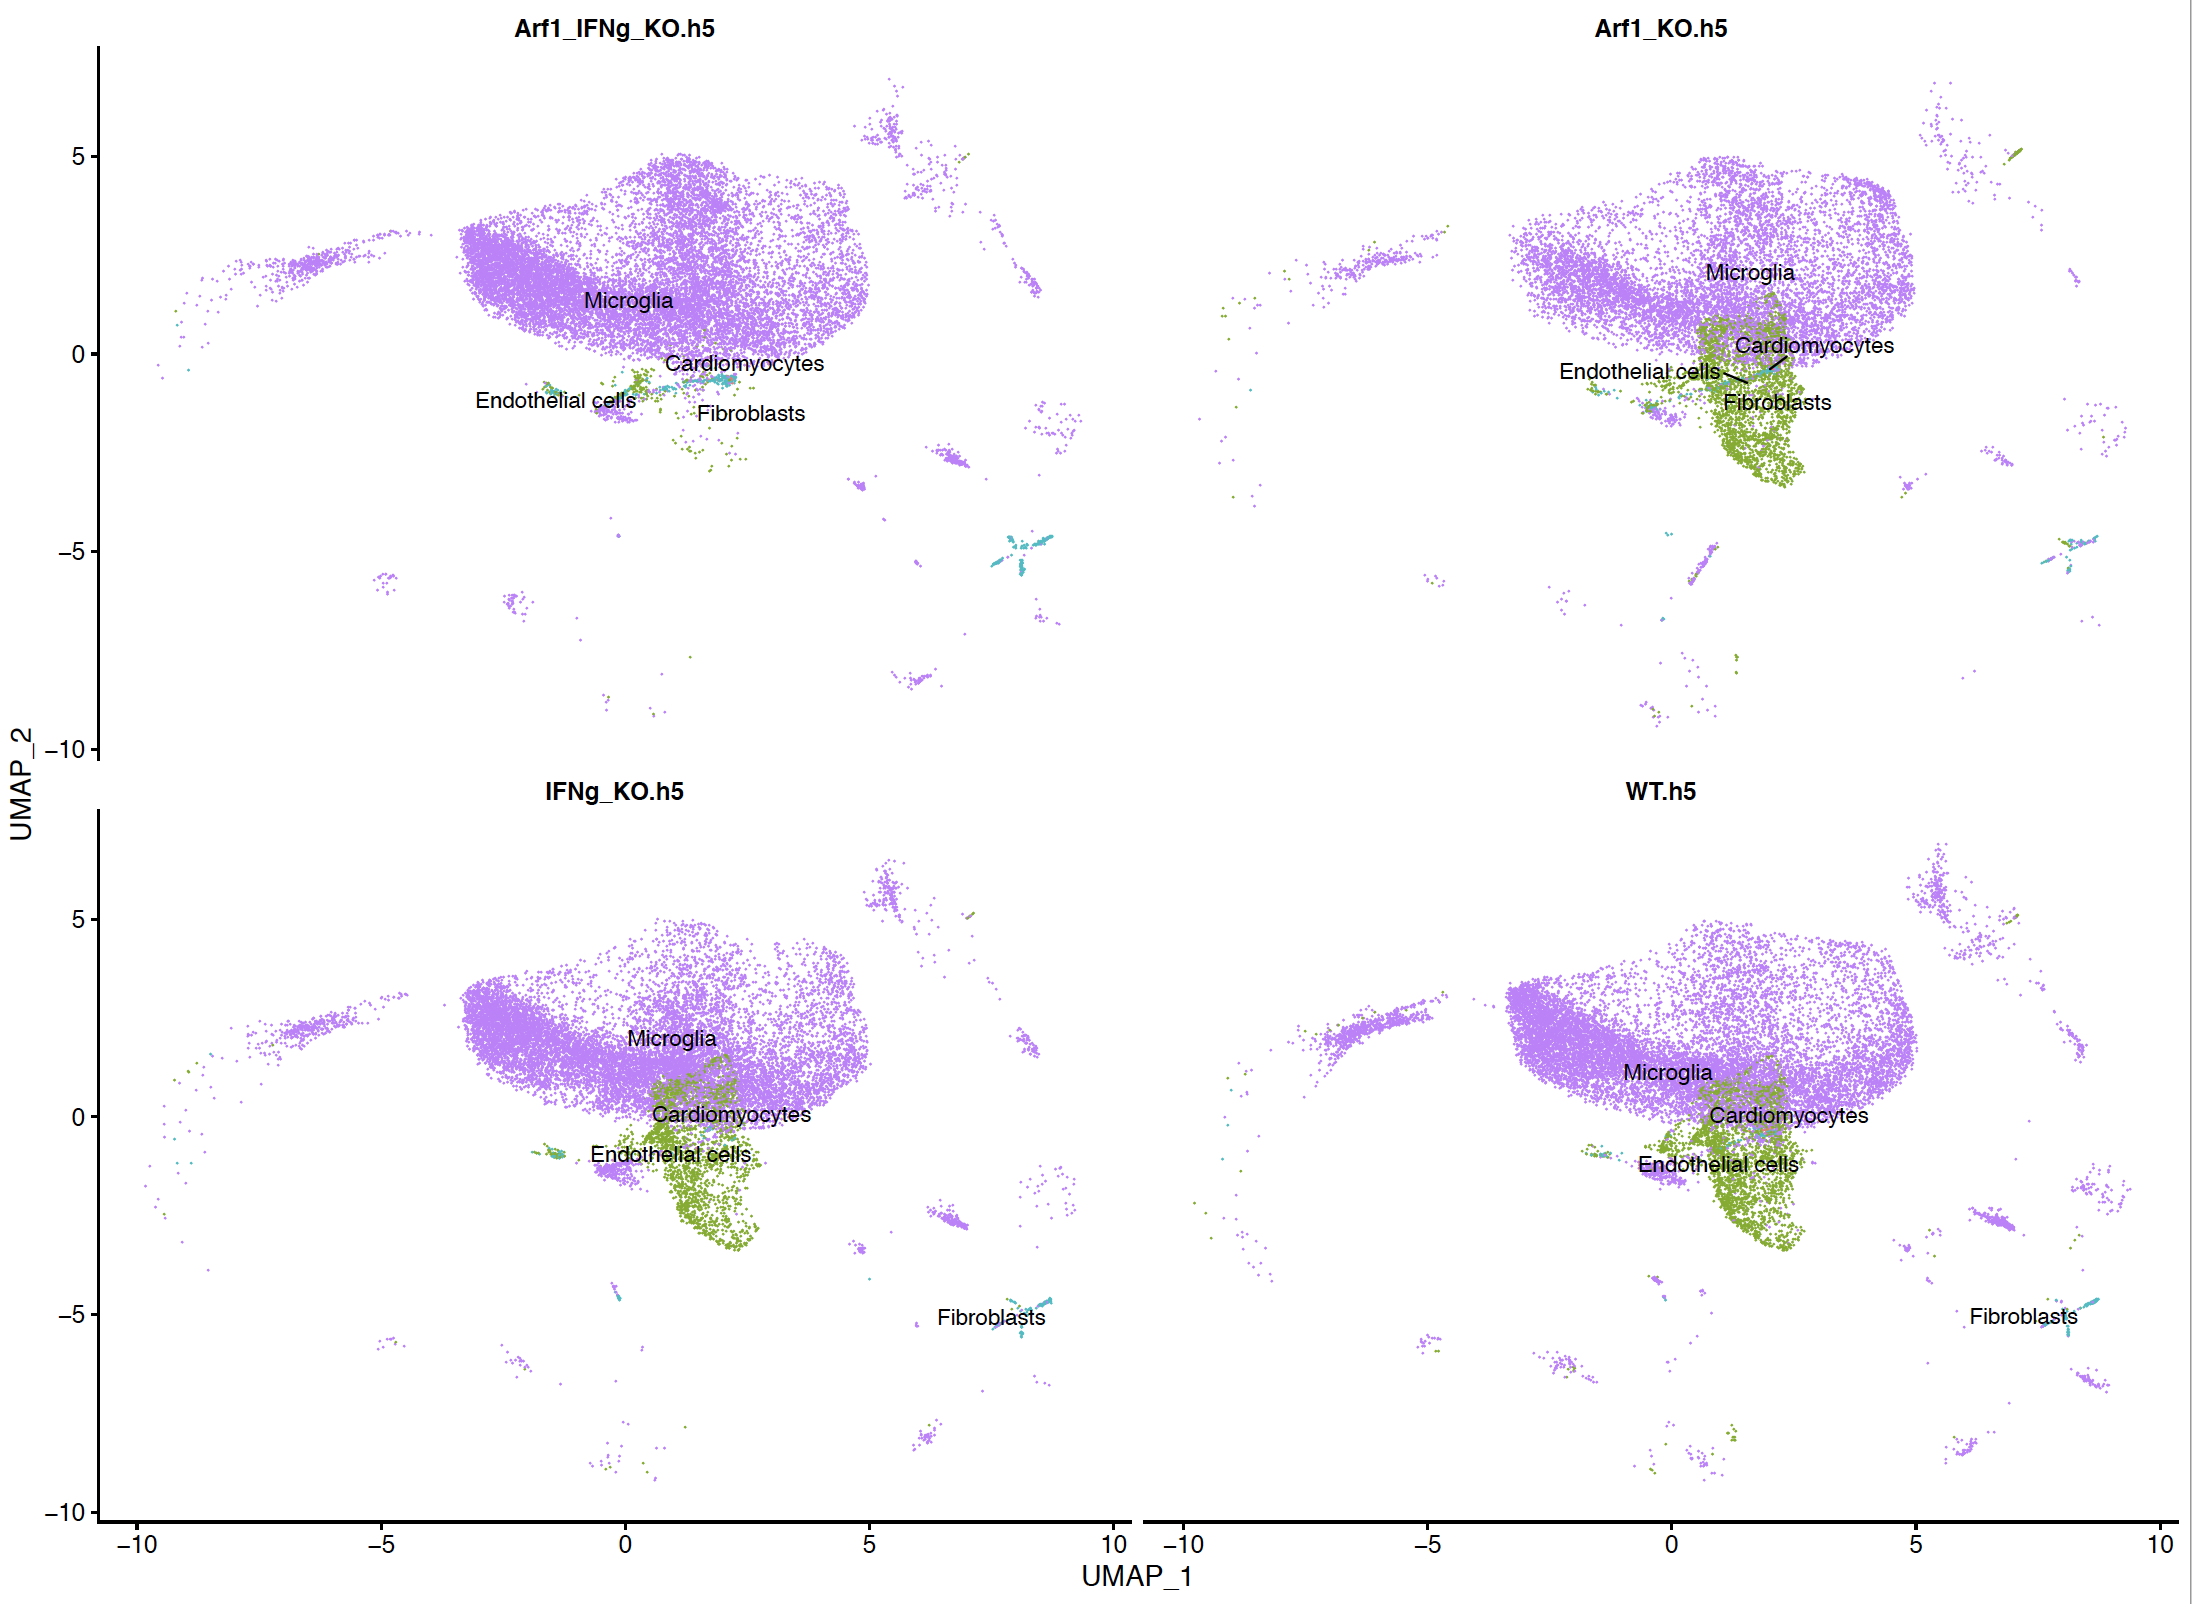 Arf1_IFNg_KO.h5
Arf1_KO.h5
5
0
−5
−10
Microglia
Cardiomyocytes
Endothelial cells
Fibroblasts
Microglia
Cardiomyocytes
Endothelial cells
Fibroblasts
UMAP_2
IFNg_KO.h5
WT.h5
5
0
−5
−10
Microglia
Cardiomyocytes
Endothelial cells
Fibroblasts
Microglia
Cardiomyocytes
Endothelial cells
Fibroblasts
−10 −5 0 5 10
−10 −5 0 5 10
UMAP_1